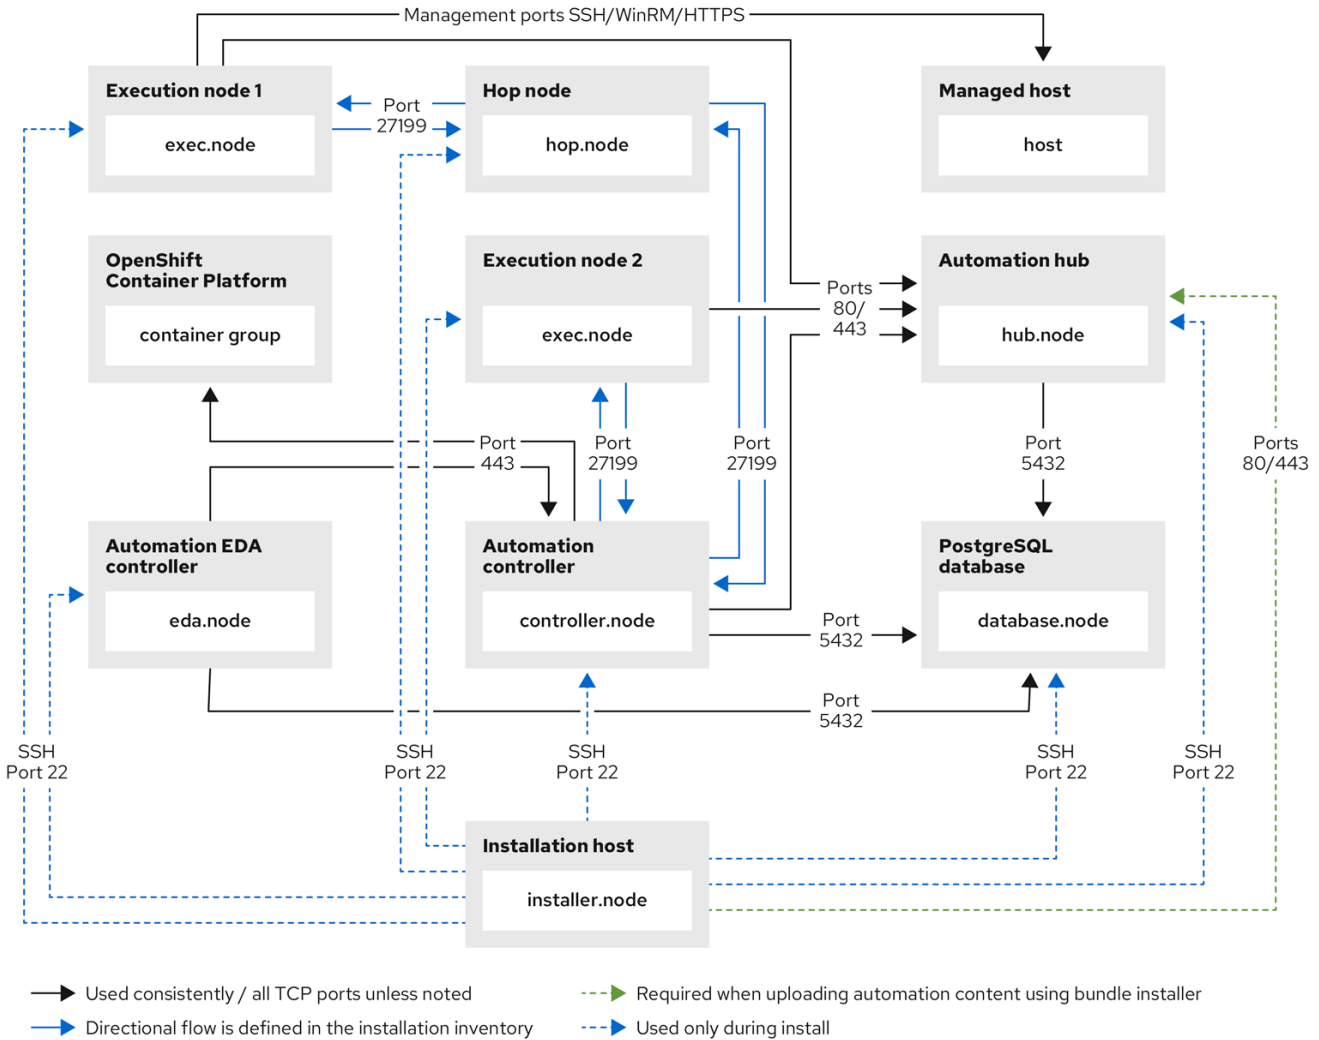 Management ports SSH/WinRM/HTTPS
Execution node 1
exec.node
Port
27199
Hop node
hop.node
Managed host
host
OpenShift
Container Platform
container group
Execution node 2
exec.node
Ports
80/
443
Automation hub
hub.node
Port
443
Port
27199
Port
27199
Port
5432
Ports
80/443
Automation EDA
controller
eda.node
Automation
controller
controller.node
Port
5432
PostgreSQL
database
database.node
Port
5432
SSH
Port 22
SSH
Port 22
SSH
Port 22
SSH
Port 22
SSH
Port 22
Installation host
installer.node
Used consistently / all TCP ports unless noted
Required when uploading automation content using bundle installer
Directional flow is defined in the installation inventory
Used only during install